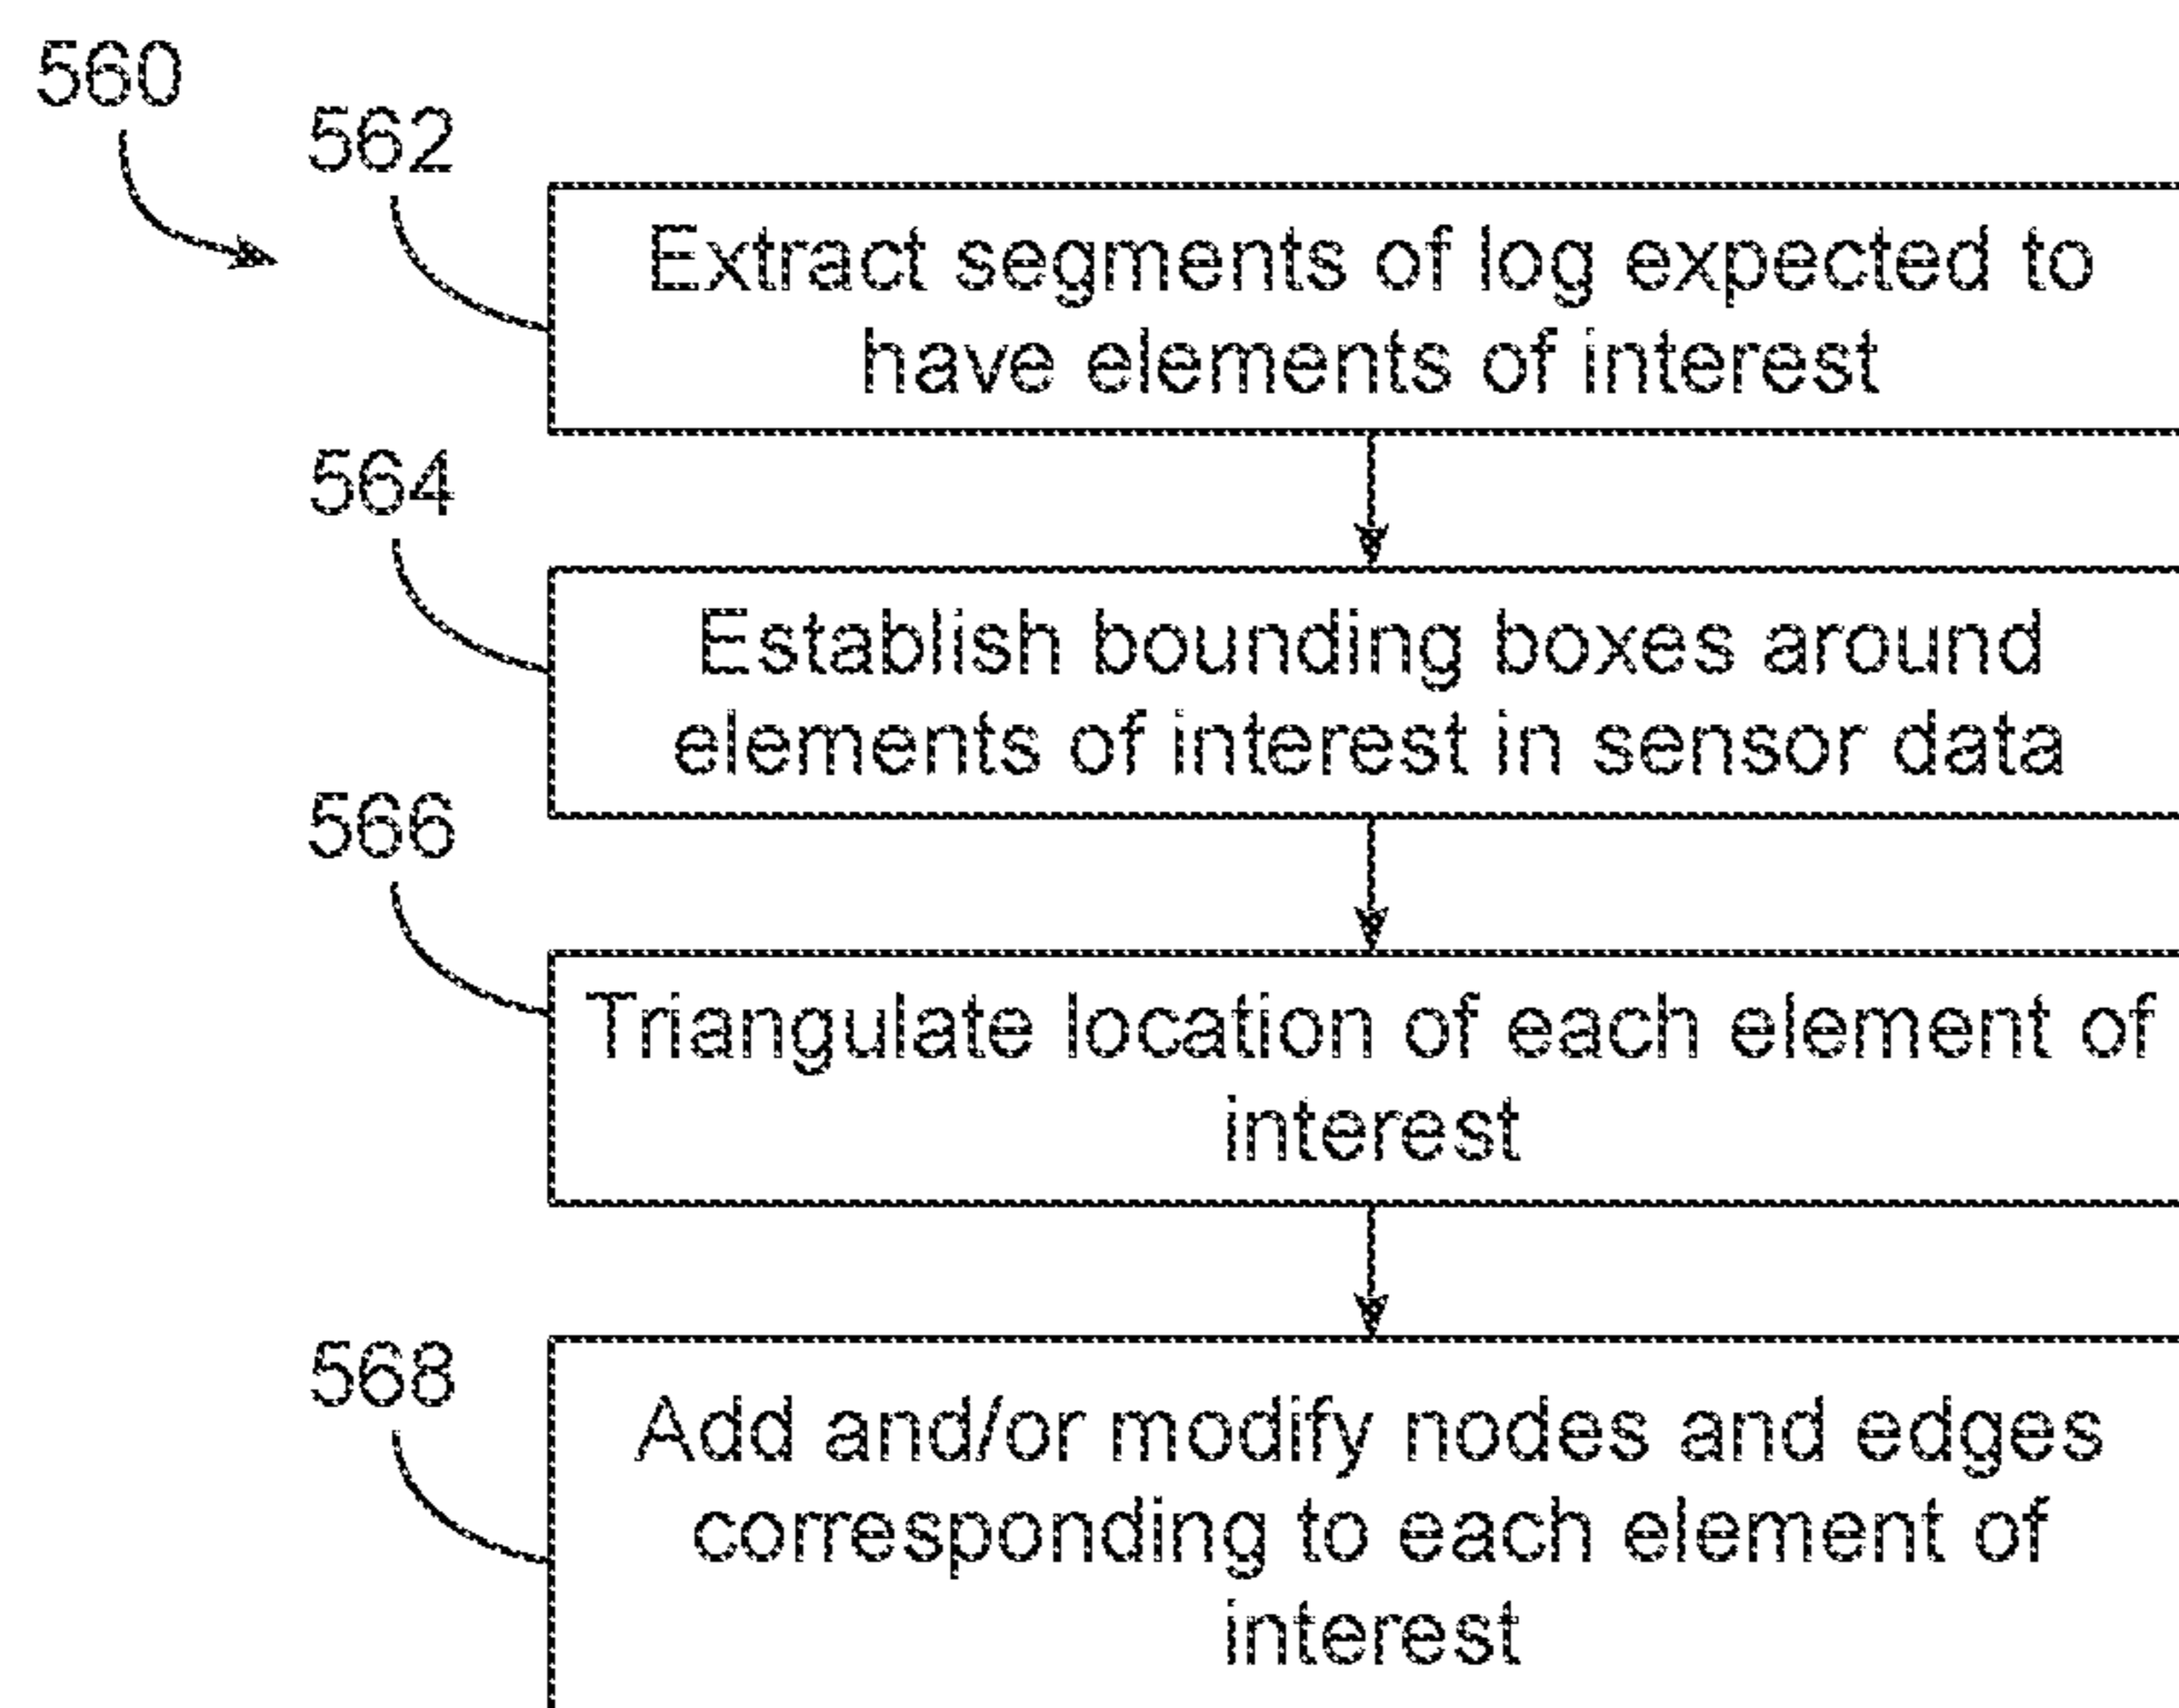 560
562
Extract segments of log expected to
have elements of interest
564
Establish bounding boxes around
elements of interest in sensor data
566
Triangulate location of each element of
interest
568
Add and/or modify nodes and edges
corresponding to each element of
interest